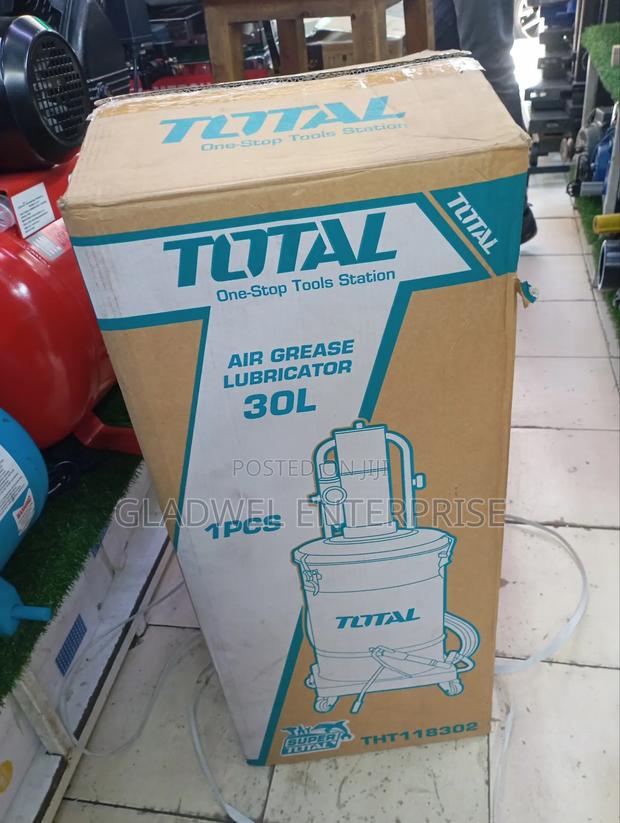 TOTAL
One-Stop Tools Station
TOTAL
One-Stop Tools Station
TOTAL
AIR GREASE
LUBRICATOR
30L
POSTED ON JIJI
GLADWEL ENTERPRISE
1PCS
TOTAL
SUPER
TOTAL
THT118302